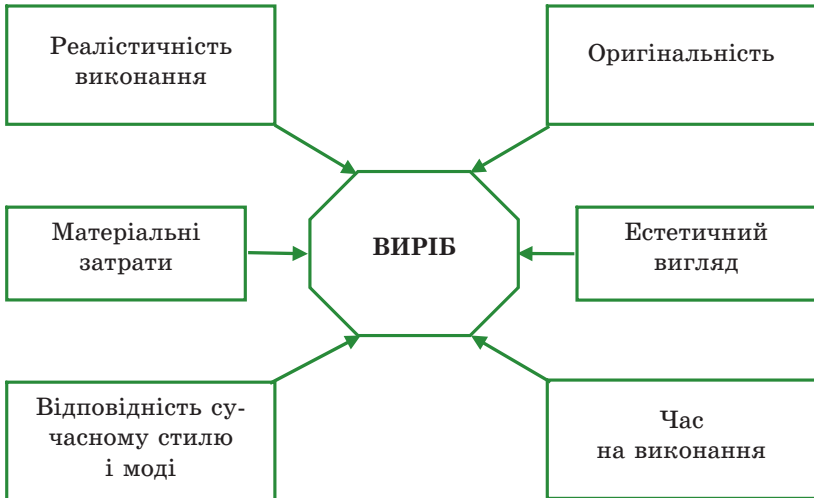 Реалістичність
виконання
Оригінальність
Матеріальні
затрати
ВИРІБ
Естетичний
вигляд
Відповідність су-
часному стилю
і моді
Час
на виконання